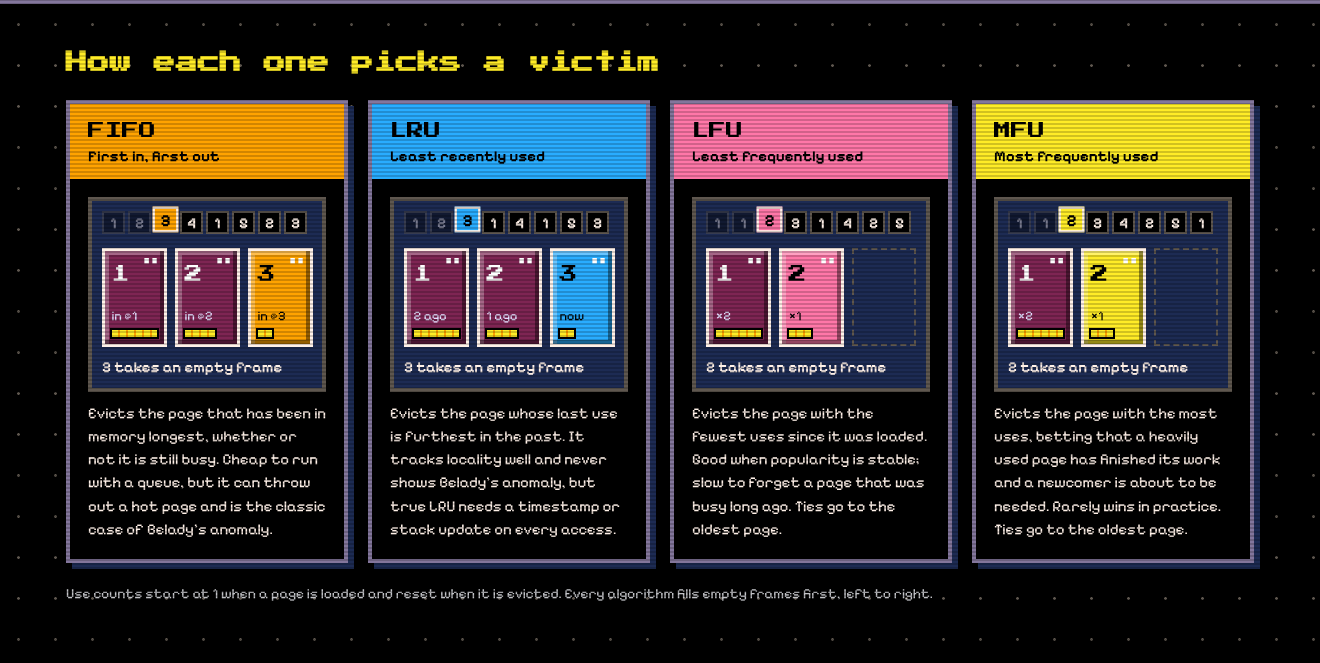 How each one picks a victim
FIFO
First in, first out
1 2 3 4 1 5 2 3
1 2 3
in @1 in @2 in @3
3 takes an empty frame
Evicts the page that has been in
memory longest, whether or
not it is still busy. Cheap to run
with a queue, but it can throw
out a hot page and is the classic
case of Belady's anomaly.
LRU
Least recently used
1 2 3 1 4 1 5 3
1 2 3
2 ago 1 ago now
3 takes an empty frame
Evicts the page whose last use
is furthest in the past. It
tracks locality well and never
shows Belady's anomaly, but
true LRU needs a timestamp or
stack update on every access.
LFU
Least frequently used
1 1 2 3 1 4 2 5
1 2
×2 ×1
2 takes an empty frame
Evicts the page with the
fewest uses since it was loaded.
Good when popularity is stable;
slow to forget a page that was
busy long ago. Ties go to the
oldest page.
MFU
Most frequently used
1 1 2 3 4 2 5 1
1 2
×2 ×1
2 takes an empty frame
Evicts the page with the most
uses, betting that a heavily
used page has finished its work
and a newcomer is about to be
needed. Rarely wins in practice.
Ties go to the oldest page.
Use counts start at 1 when a page is loaded and reset when it is evicted. Every algorithm fills empty frames first, left to right.